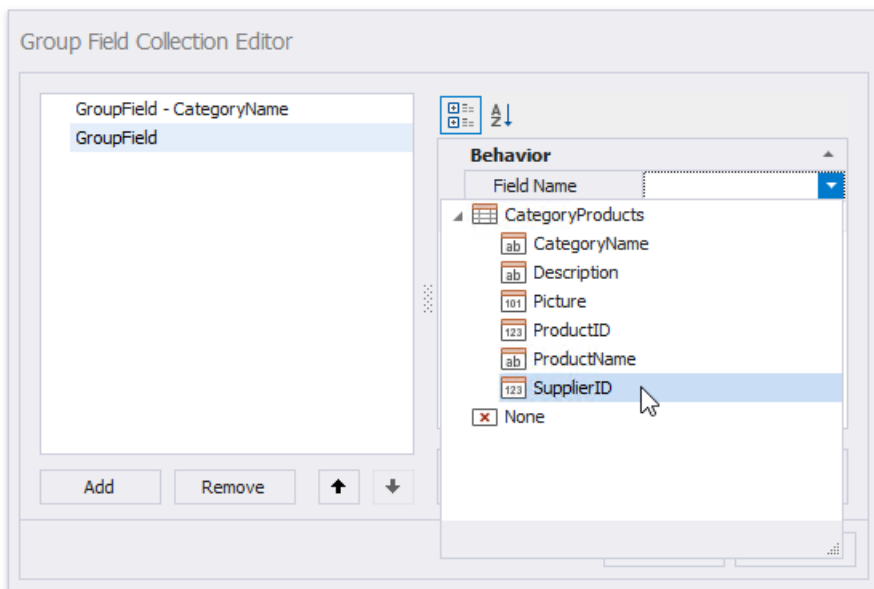 Group Field Collection Editor
GroupField - CategoryName
GroupField
A
Z
Behavior
Field Name
CategoryProducts
ab CategoryName
ab Description
101 Picture
123 ProductID
ab ProductName
123 SupplierID
None
Add
Remove